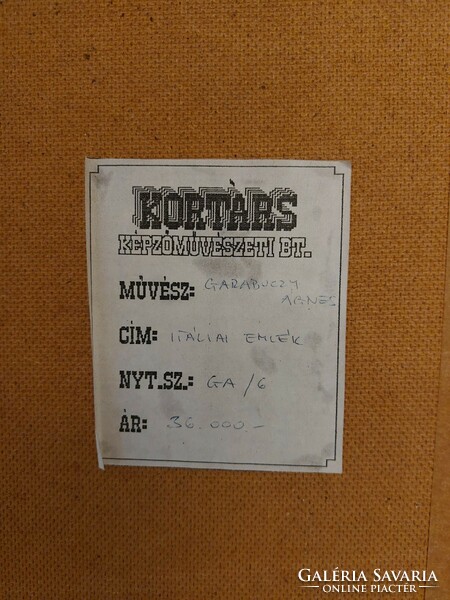 KORTÁRS
KÉPZŐMŰVÉSZETI BT.
MŰVÉSZ: GARABUCZY
ÁGNES
CÍM: ITÁLIAI EMLÉK
NYT.SZ.: GA/6
ÁR: 36.000.-
GALÉRIA SAVARIA
ONLINE PIACTÉR